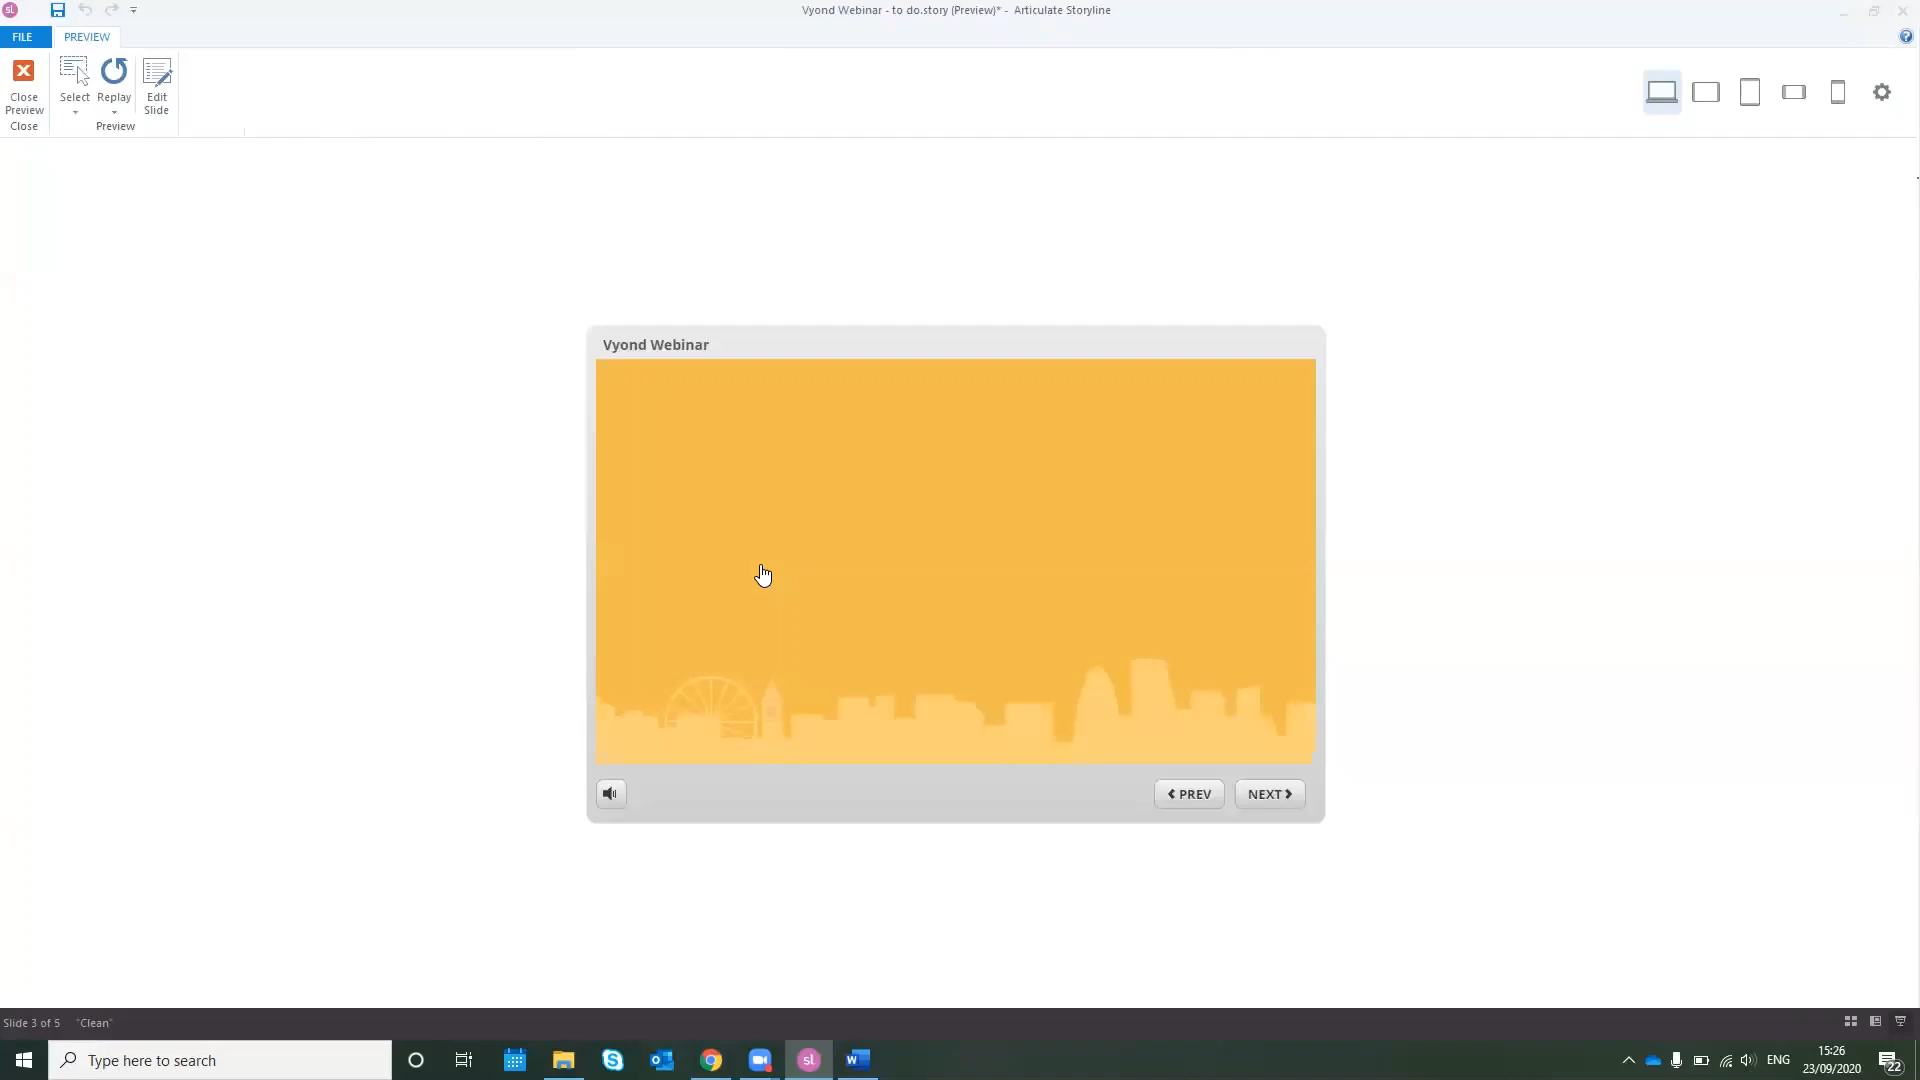 sl
Vyond Webinar - to do.story (Preview)* -  Articulate Storyline
FILE
PREVIEW
?
Close
Preview
Select
Replay
Edit
Slide
Close
Preview
Vyond Webinar
PREV
NEXT
Slide 3 of 5
"Clean"
Type here to search
sl
ENG
15:26
23/09/2020
22